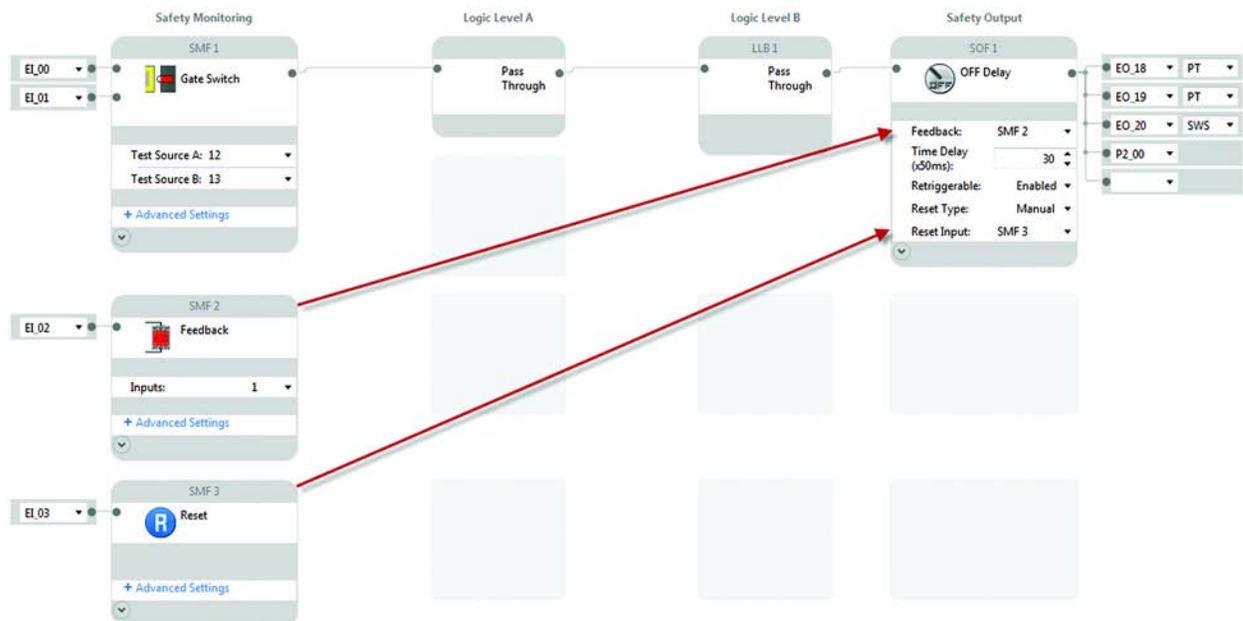 Safety Monitoring
Logic Level A
Logic Level B
Safety Output
SMF 1
EI_00
EI_01
Gate Switch
Test Source A: 12
Test Source B: 13
+ Advanced Settings
Pass
Through
LLB 1
Pass
Through
SOF 1
OFF
OFF Delay
Feedback: SMF 2
Time Delay
(x50ms): 30
Retriggerable: Enabled
Reset Type: Manual
Reset Input: SMF 3
EO_18 PT
EO_19 PT
EO_20 SWS
P2_00
SMF 2
EI_02
Feedback
Inputs: 1
+ Advanced Settings
SMF 3
EI_03
R
Reset
+ Advanced Settings